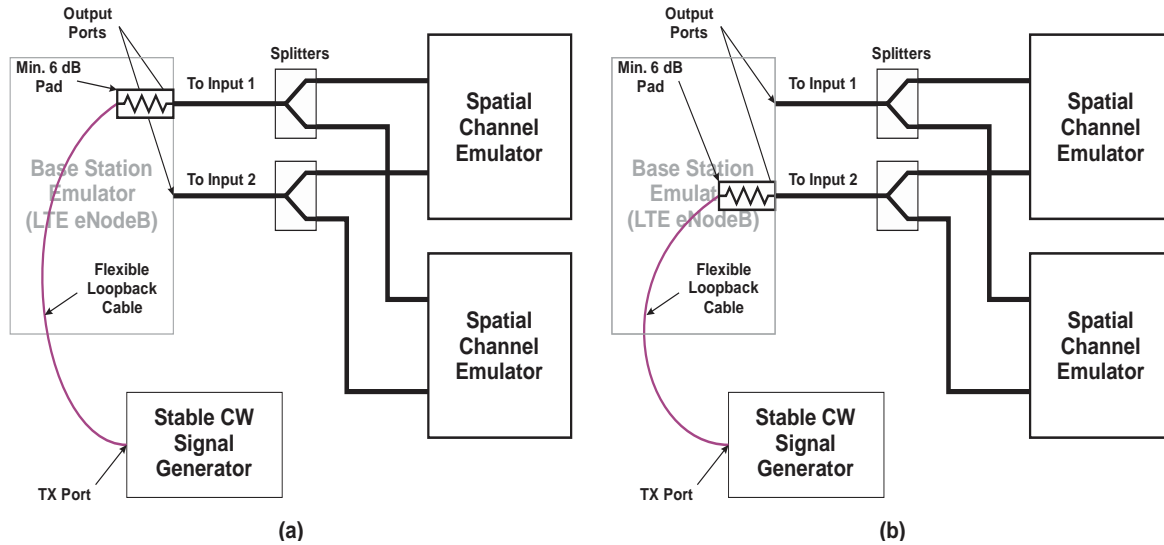 Output
Ports
Min. 6 dB
Pad
To Input 1
Splitters
Spatial
Channel
Emulator
Base Station
Emulator
(LTE eNodeB)
To Input 2
Flexible
Loopback
Cable
Spatial
Channel
Emulator
Stable CW
Signal
Generator
TX Port
(a)
Output
Ports
Min. 6 dB
Pad
To Input 1
Splitters
Spatial
Channel
Emulator
Base Station
Emulat
(LTE eNodeB)
To Input 2
Flexible
Loopback
Cable
Spatial
Channel
Emulator
Stable CW
Signal
Generator
TX Port
(b)